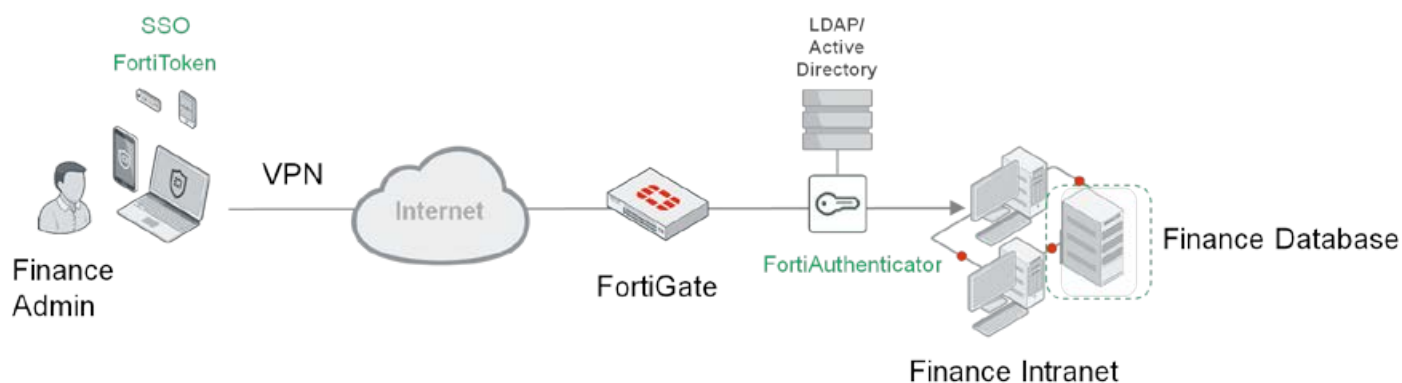 SSO
FortiToken
LDAP/
Active
Directory
VPN
Internet
Finance
Admin
FortiGate
FortiAuthenticator
Finance Database
Finance Intranet